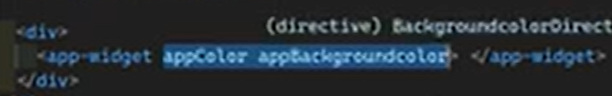 <div>
(directive) BackgroundcolorDirect
<app-widget appColor appBackgroundcolor> </app-widget>
</div>